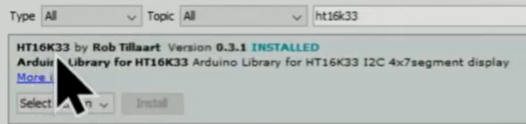 Type All Topic All ht16k33
HT16K33 by Rob Tillaart Version 0.3.1 INSTALLED
Library for HT16K33 Arduino Library for HT16K33 I2C 4x7segment display
More
Select Install